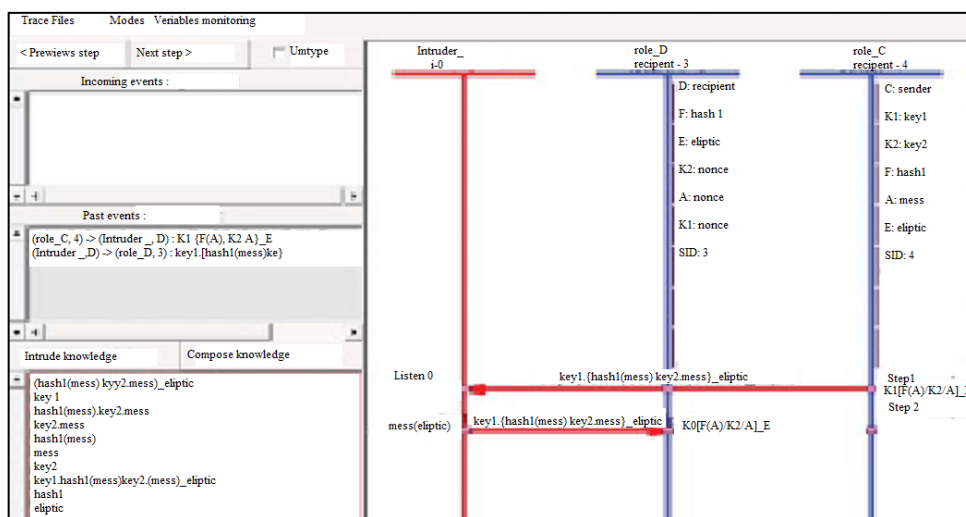 Trace Files Modes Veriables monitoring
< Prewiews step Next step > Umtype
Incoming events :
Past events :
(role_C, 4) -> (Intruder _, D) : K1 {F(A), K2 A}_E
(Intruder _,D) -> (role_D, 3) : key1.[hash1(mess)ke}
Intrude knowledge Compose knowledge
(hash1(mess) kyy2.mess)_eliptic
key 1
hash1(mess).key2.mess
key2.mess
hash1(mess)
mess
key2
key1.hash1(mess)key2.(mess)_eliptic
hash1
eliptic
Intruder_
i-0
role_D
recipent - 3
D: recipient
F: hash 1
E: eliptic
K2: nonce
A: nonce
K1: nonce
SID: 3
role_C
recipent - 4
C: sender
K1: key1
K2: key2
F: hash1
A: mess
E: eliptic
SID: 4
Listen 0
key1.{hash1(mess) key2.mess}_eliptic
Step1
K1[F(A)/K2/A]_
Step 2
mess(eliptic)
key1.{hash1(mess) key2.mess}_eliptic
K0[F(A)/K2/A]_E